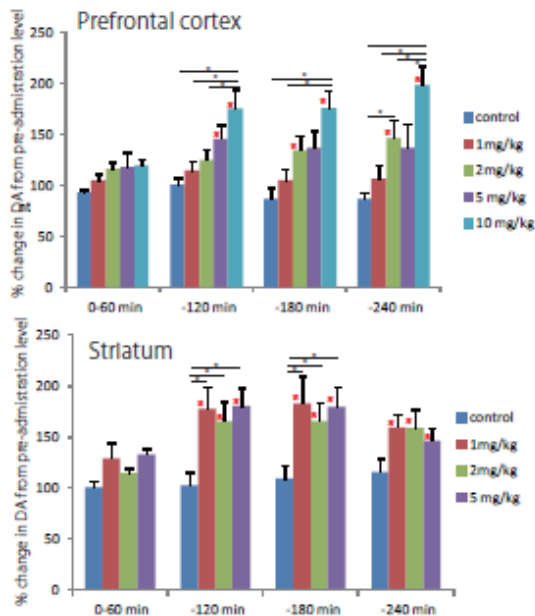 Prefrontal cortex
% change in DA from pre-admistration level
250
200
150
100
50
0
0-60 min
-120 min
-180 min
-240 min
control
1mg/kg
2mg/kg
5 mg/kg
10 mg/kg
Striatum
% change in DA from pre-admistration level
250
200
150
100
50
0
0-60 min
-120 min
-180 min
-240 min
control
1mg/kg
2mg/kg
5 mg/kg